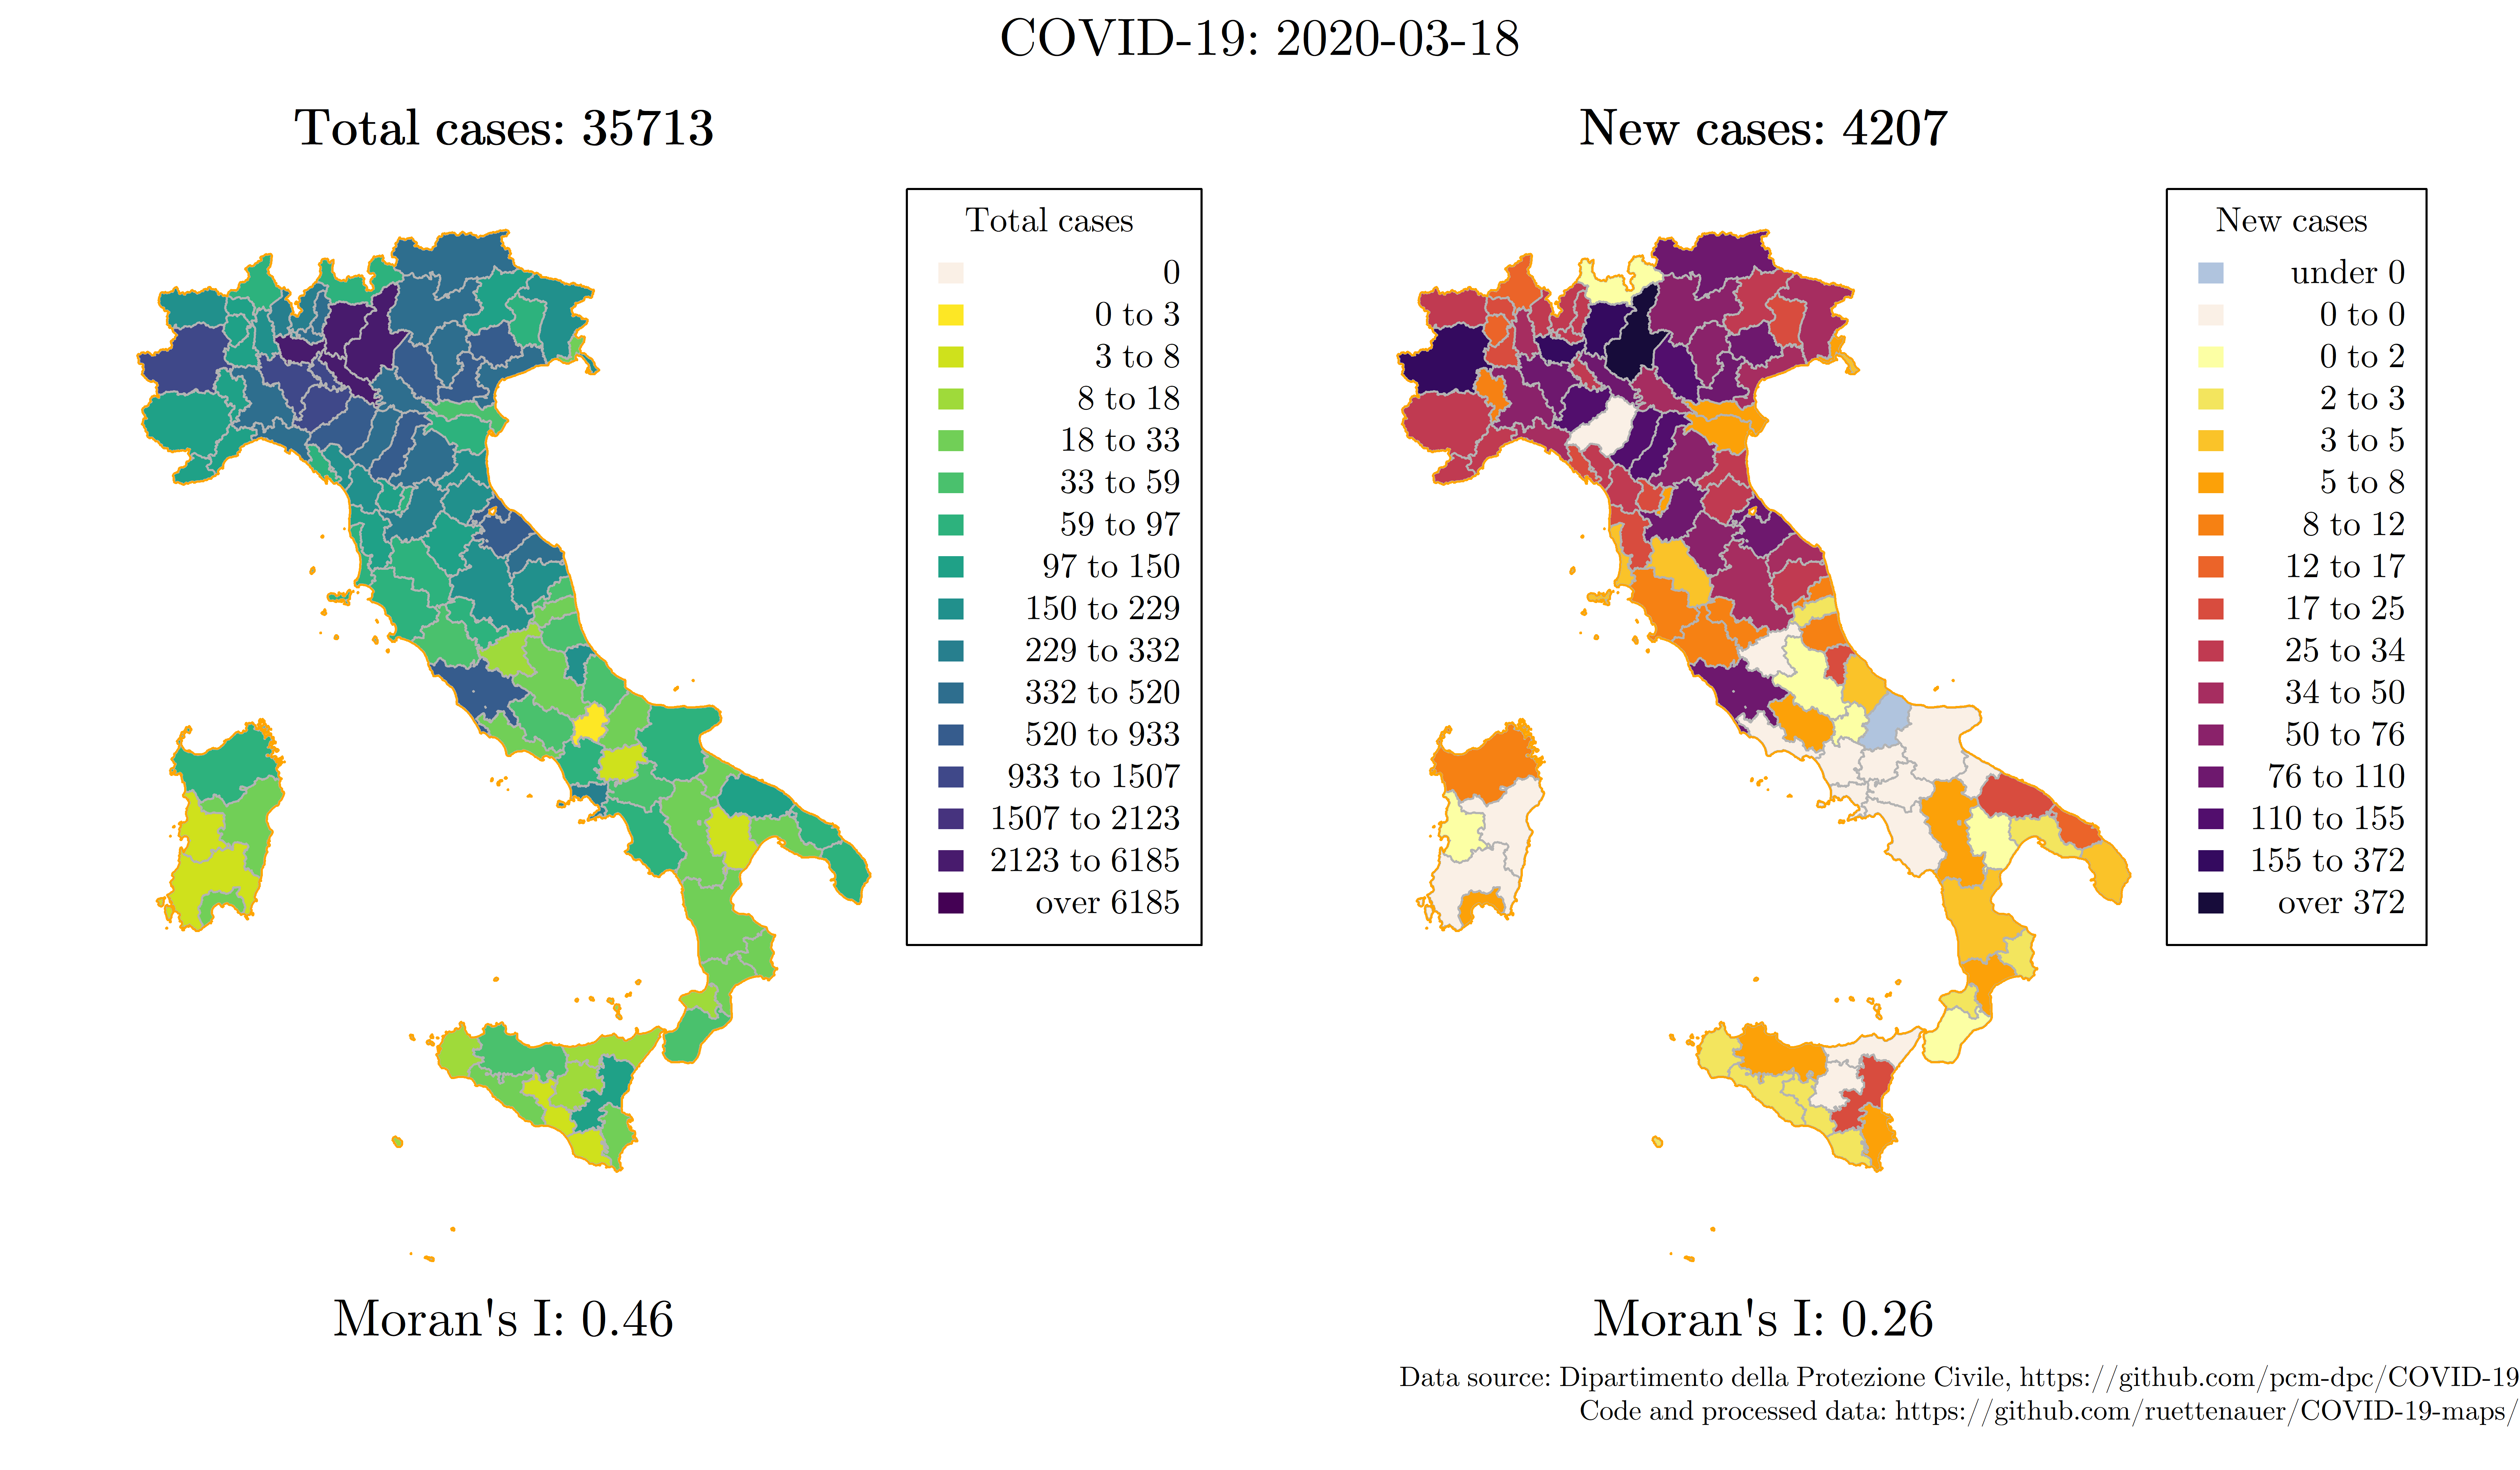 COVID-19: 2020-03-18
Total cases: 35713
Total cases
0
0 to 3
3 to 8
8 to 18
18 to 33
33 to 59
59 to 97
97 to 150
150 to 229
229 to 332
332 to 520
520 to 933
933 to 1507
1507 to 2123
2123 to 6185
over 6185
Moran's I: 0.46
New cases: 4207
New cases
under 0
0 to 0
0 to 2
2 to 3
3 to 5
5 to 8
8 to 12
12 to 17
17 to 25
25 to 34
34 to 50
50 to 76
76 to 110
110 to 155
155 to 372
over 372
Moran's I: 0.26
Data source: Dipartimento della Protezione Civile, https://github.com/pcm-dpc/COVID-19
Code and processed data: https://github.com/ruettenauer/COVID-19-maps/